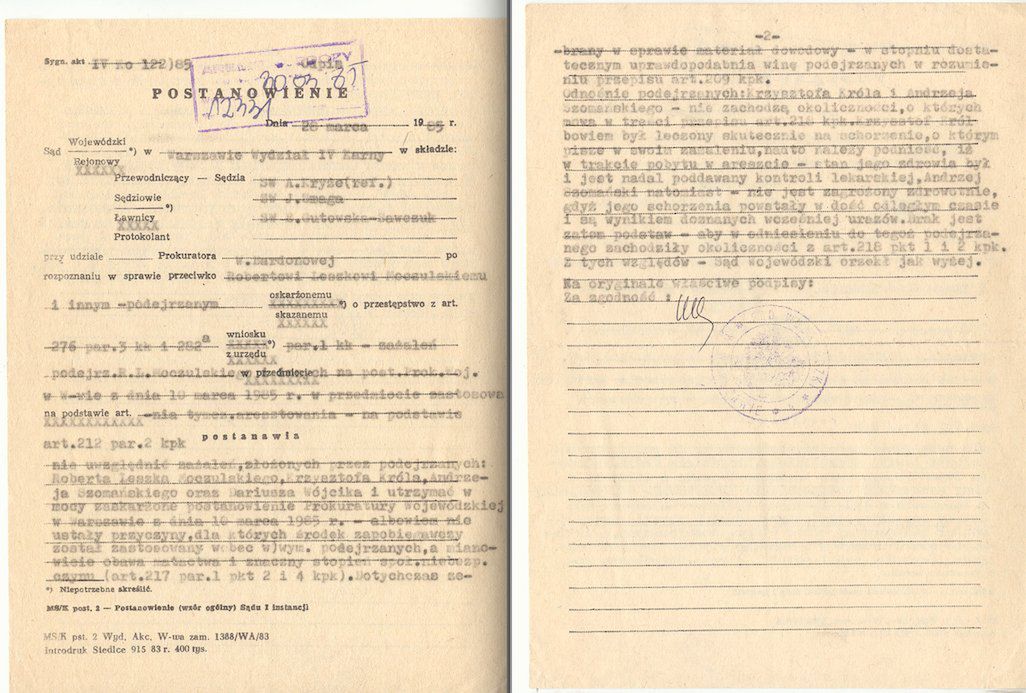 Sygn. akt IV Ko 122)85 Odpis
POSTANOWIENIE
Dnia 28 marca 1985 r.
Sąd Wojewódzki
Rejonowy *) w Warszawie Wydział IV Karny w składzie:
xxxxxx
Przewodniczący — Sędzia SW A.Kryże(ref.)
Sędziowie SW J.Smaga
*)
Ławnicy SW E.Gutowska-Sawczuk
xxxxx
Protokolant
przy udziale Prokuratora W.Bardonowej po
rozpoznaniu w sprawie przeciwko Robertowi Leszkowi Moczulskiemu
i innym -podejrzanym oskarżonemu *) o przestępstwo z art.
xxxxxxxxxx
skazanemu
xxxxxx
276 par.3 kk i 282a wniosku *) par.1 kk - zażaleń
xxxxx
z urzędu
xxxxxx
podejrz.R.L.Moczulskiego w przedmiocie na post.Prok.Woj.
xxxxxxxxx
w W-wie z dnia 10 marca 1985 r. w przedmiocie zastosowa
na podstawie art. -nia tymcz.aresztowania - na podstawie
xxxxxxxxxxxx
postanawia
art.212 par.2 kpk
nie uwzględnić zażaleń,złożonych przez podejrzanych:
Roberta Leszka Moczulskiego,Krzysztofa Króla,Andrze-
ja Szomańskiego oraz Dariusza Wójcika i utrzymać w
mocy zaskarżone postanowienie Prokuratury Wojewódzkiej
w Warszawie z dnia 10 marca 1985 r. - albowiem nie
ustały przyczyny,dla których środek zapobiegawczy
został zastosowany wobec w)wym. podejrzanych,a miano-
wicie obawa matactwa i znaczny stopień społ.niebezp.
czynu (art.217 par.1 pkt 2 i 4 kpk).Dotychczas ze-
*) Niepotrzebne skreślić.
MS/K post. 2 — Postanowienie (wzór ogólny) Sądu I instancji
MS/K pst. 2 Wyd. Akc. W-wa zam. 1388/WA/83
Introdruk Siedlce 915 83 r. 400 tys.
-2-
-brany w sprawie materiał dowodowy - w stopniu dosta-
tecznym uprawdopodabnia winę podejrzanych w rozumie-
niu przepisu art.209 kpk.
Odnośnie podejrzanych:Krzysztofa Króla i Andrzeja
Szomańskiego - nie zachodzą okoliczności,o których
mowa w treści przepisu art.218 kpk.Krzysztof Król
bowiem był leczony skutecznie na schorzenie,o którym
pisze w swoim zażaleniu,nadto należy podnieść, iż
w trakcie pobytu w areszcie - stan jego zdrowia był
i jest nadal poddawany kontroli lekarskiej,Andrzej
Szomański natomiast - nie jest zagrożony zdrowotnie,
gdyż jego schorzenia powstały w dość odległym czasie
i są wynikiem doznanych wcześniej urazów.Brak jest
zatem podstaw - aby w odniesieniu do tegoż podejrza-
nego zachodziły okoliczności z art.218 pkt 1 i 2 kpk.
Z tych względów - Sąd Wojewódzki orzekł jak wyżej.
Na oryginale właściwe podpisy:
Za zgodność :